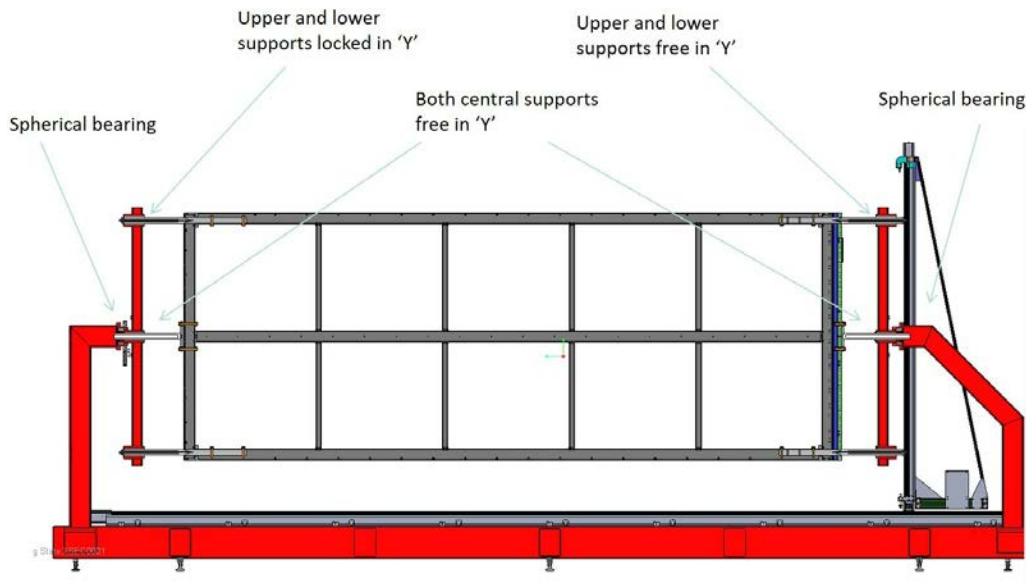 Upper and lower
supports locked in ‘Y’
Upper and lower
supports free in ‘Y’
Both central supports
free in ‘Y’
Spherical bearing
Spherical bearing